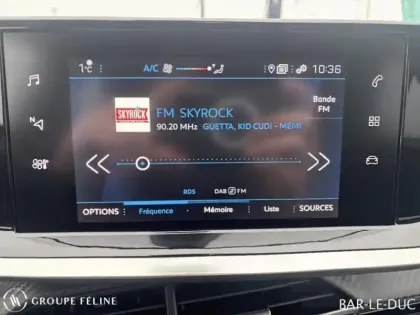 1°C A/C 10:36
SKYROCK
FM SKYROCK
Bande
FM
90.20 MHz GUETTA, KID CUDI - MEM
N
RDS DAB FM
OPTIONS Fréquence Mémoire Liste SOURCES
GROUPE FÉLINE BAR-LE-DUC